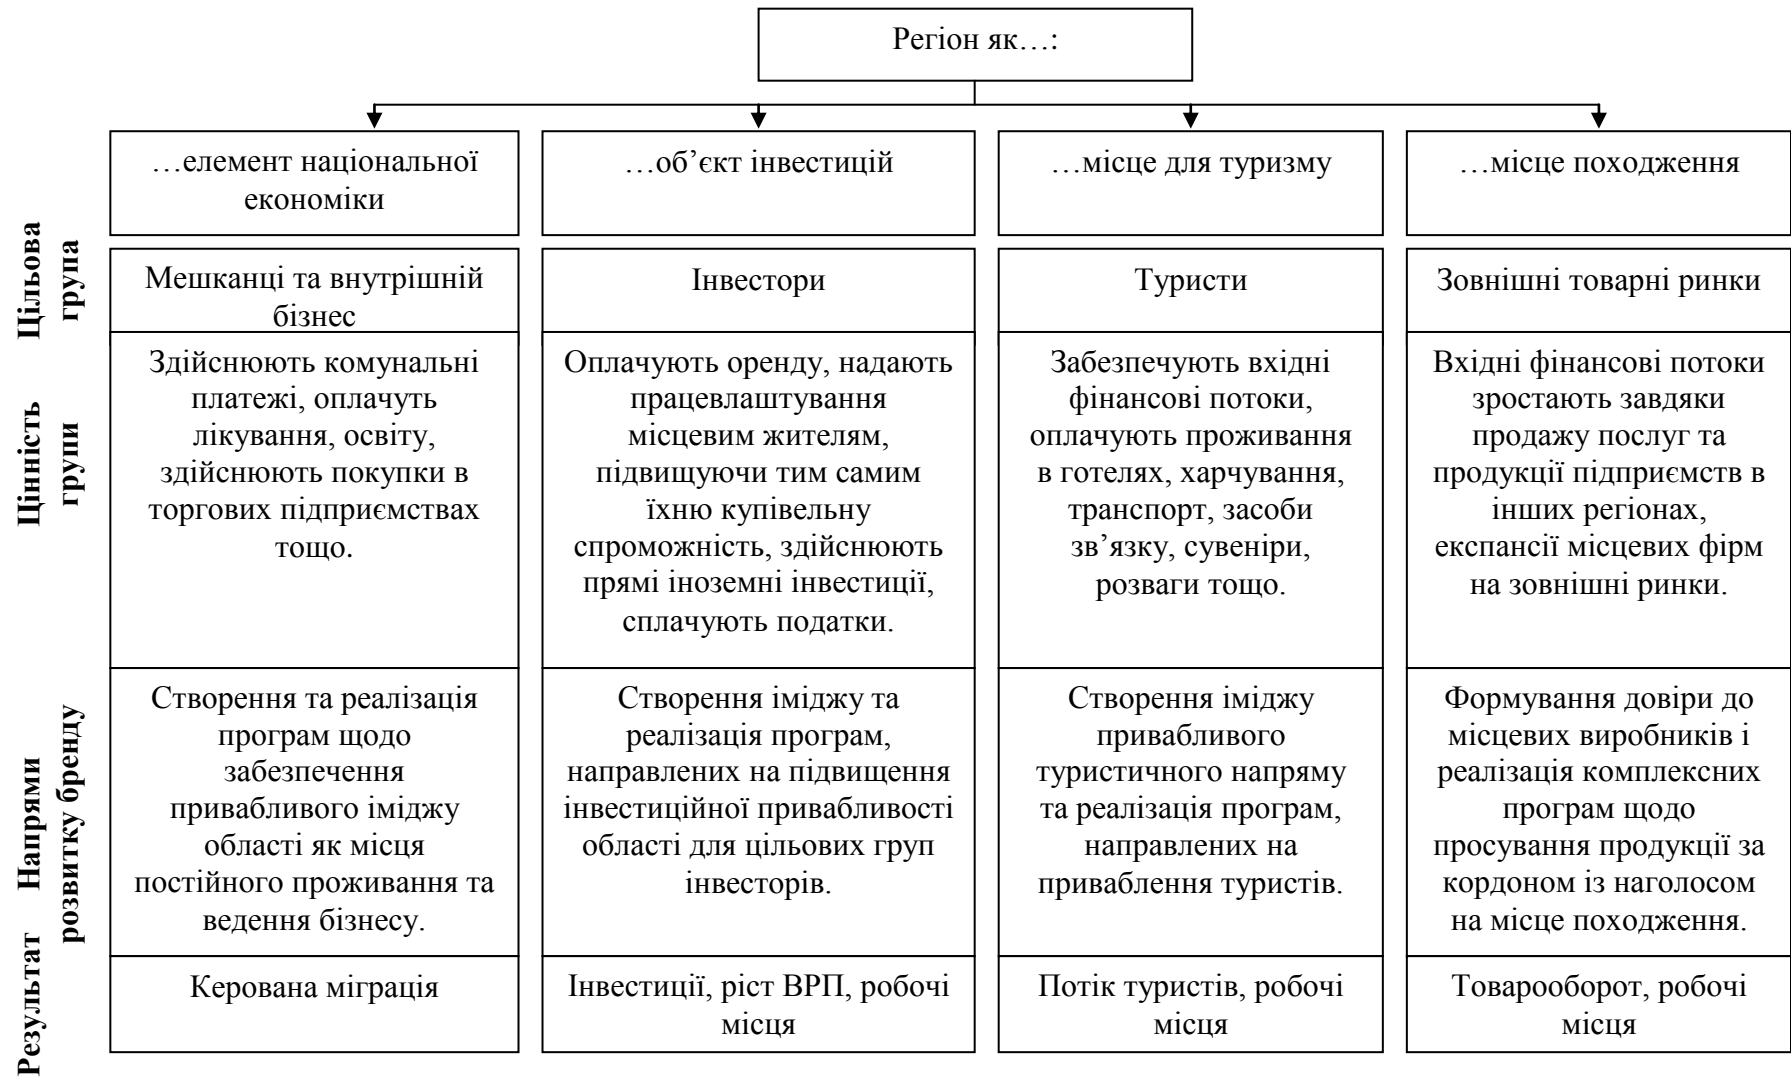 Регіон як…:
…елемент національної
економіки
…об’єкт інвестицій
…місце для туризму
…місце походження
Цільова
група
Мешканці та внутрішній
бізнес
Інвестори
Туристи
Зовнішні товарні ринки
Цінність
групи
Здійснюють комунальні
платежі, оплачуть
лікування, освіту,
здійснюють покупки в
торгових підприємствах
тощо.
Оплачують оренду, надають
працевлаштування
місцевим жителям,
підвищуючи тим самим
їхню купівельну
спроможність, здійснюють
прямі іноземні інвестиції,
сплачують податки.
Забезпечують вхідні
фінансові потоки,
оплачують проживання
в готелях, харчування,
транспорт, засоби
зв’язку, сувеніри,
розваги тощо.
Вхідні фінансові потоки
зростають завдяки
продажу послуг та
продукції підприємств в
інших регіонах,
експансії місцевих фірм
на зовнішні ринки.
Напрями
розвитку бренду
Створення та реалізація
програм щодо
забезпечення
привабливого іміджу
області як місця
постійного проживання та
ведення бізнесу.
Створення іміджу та
реалізація програм,
направлених на підвищення
інвестиційної привабливості
області для цільових груп
інвесторів.
Створення іміджу
привабливого
туристичного напряму
та реалізація програм,
направлених на
приваблення туристів.
Формування довіри до
місцевих виробників і
реалізація комплексних
програм щодо
просування продукції за
кордоном із наголосом
на місце походження.
Результат
Керована міграція
Інвестиції, ріст ВРП, робочі
місця
Потік туристів, робочі
місця
Товарооборот, робочі
місця